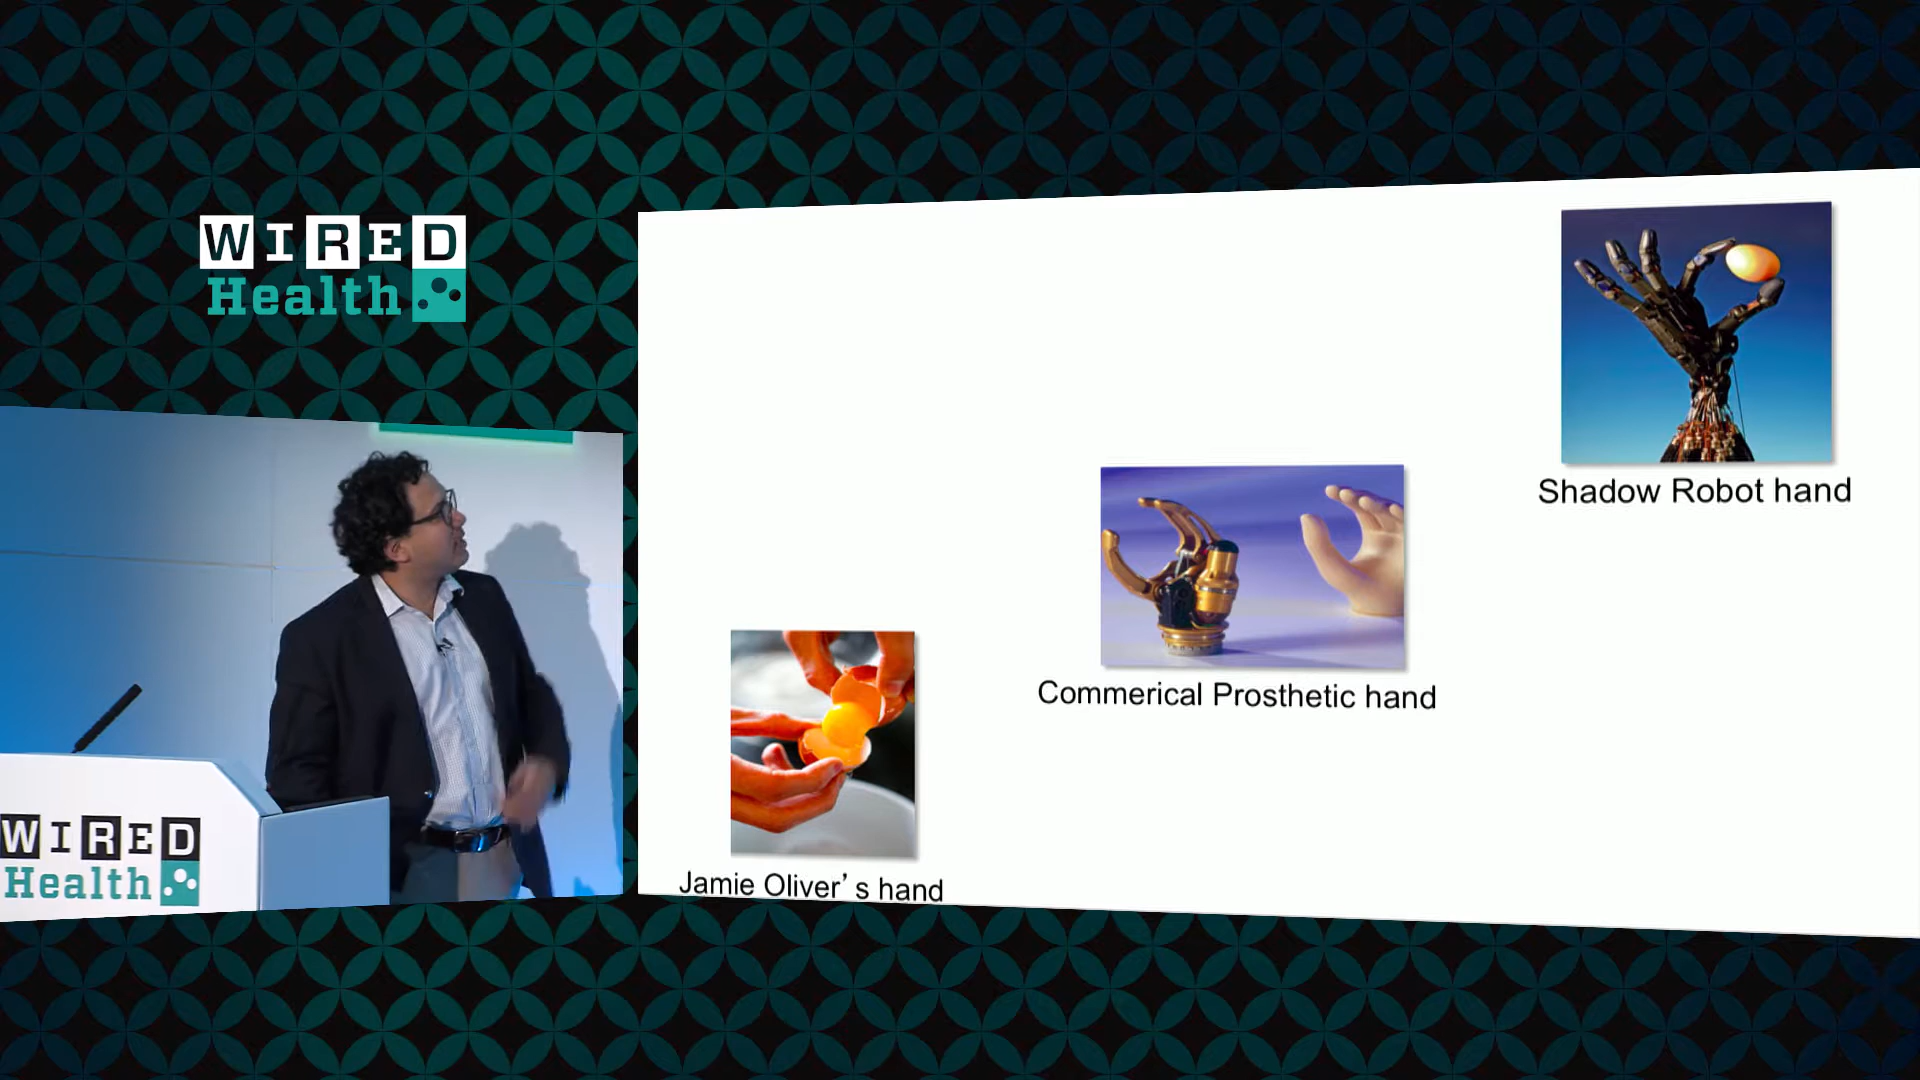 WIRED
Health
Shadow Robot hand
Commerical Prosthetic hand
Jamie Oliver’ s hand
WIRED
Health